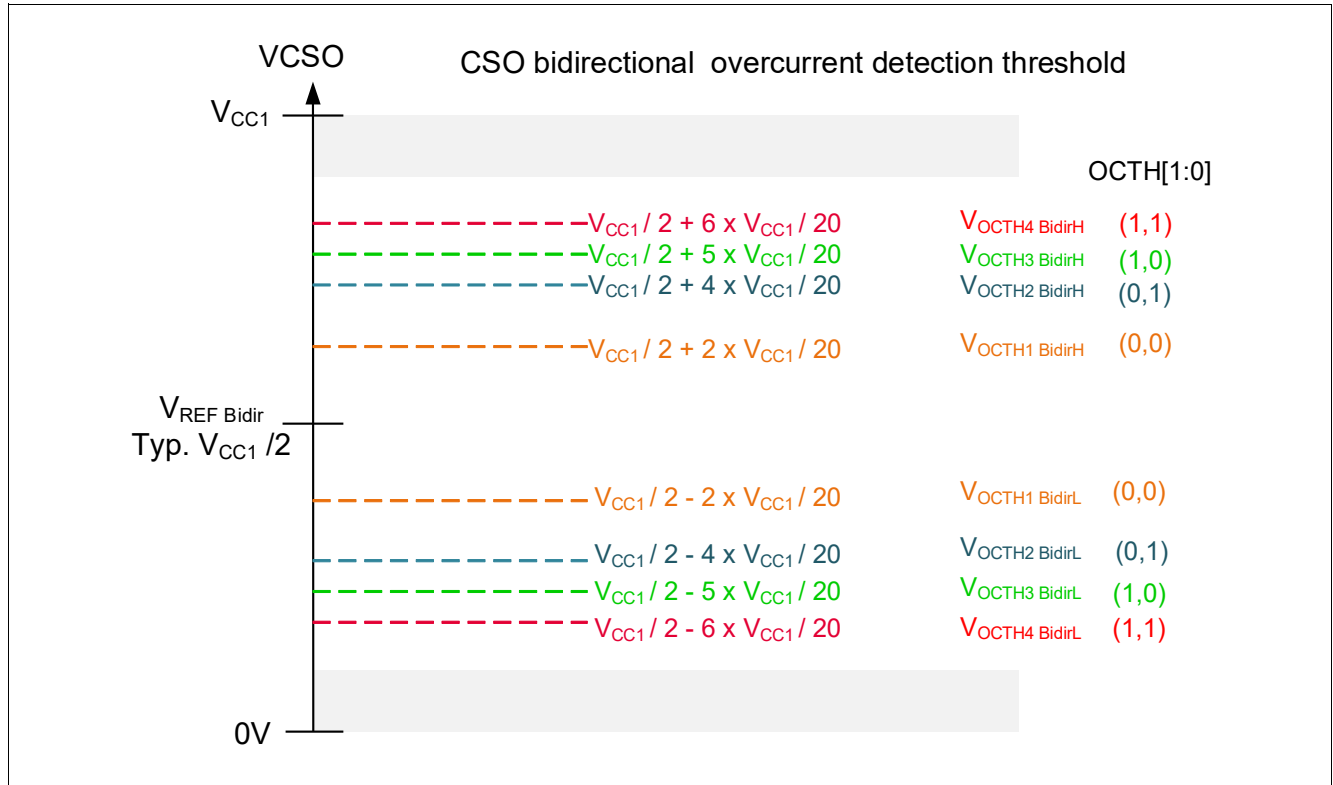 VCSO CSO bidirectional overcurrent detection threshold
VCC1
OCTH[1:0]
VCC1 / 2 + 6 x VCC1 / 20 VOCTH4 BidirH (1,1)
VCC1 / 2 + 5 x VCC1 / 20 VOCTH3 BidirH (1,0)
VCC1 / 2 + 4 x VCC1 / 20 VOCTH2 BidirH (0,1)
VCC1 / 2 + 2 x VCC1 / 20 VOCTH1 BidirH (0,0)
VREF Bidir
Typ. VCC1 /2
VCC1 / 2 - 2 x VCC1 / 20 VOCTH1 BidirL (0,0)
VCC1 / 2 - 4 x VCC1 / 20 VOCTH2 BidirL (0,1)
VCC1 / 2 - 5 x VCC1 / 20 VOCTH3 BidirL (1,0)
VCC1 / 2 - 6 x VCC1 / 20 VOCTH4 BidirL (1,1)
0V